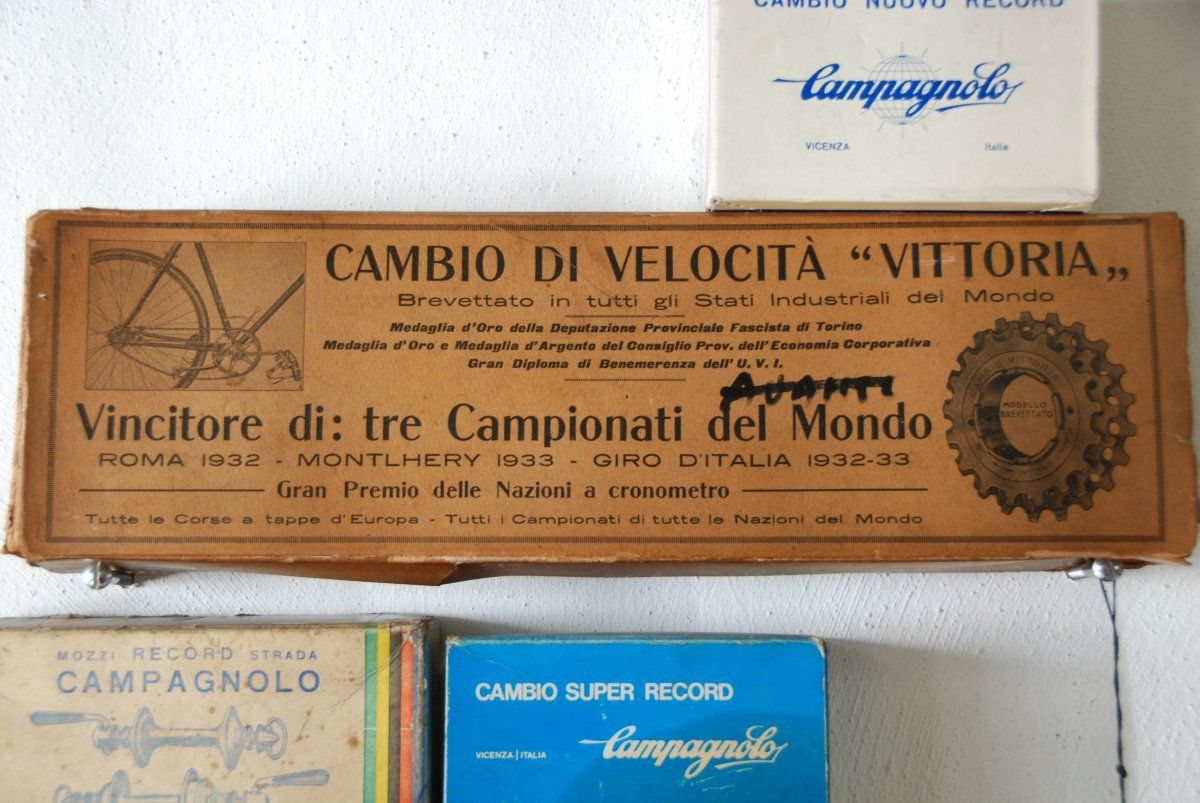 CAMBIO NUOVO RECORD
Campagnolo
VICENZA Italia
CAMBIO DI VELOCITÀ “VITTORIA„
Brevettato in tutti gli Stati Industriali del Mondo
Medaglia d'Oro della Deputazione Provinciale Fascista di Torino
Medaglia d'Oro e Medaglia d'Argento del Consiglio Prov. dell'Economia Corporativa
Gran Diploma di Benemerenza dell'U. V. I.
AVANTI
Vincitore di: tre Campionati del Mondo
ROMA 1932 - MONTLHERY 1933 - GIRO D'ITALIA 1932-33
Gran Premio delle Nazioni a cronometro
Tutte le Corse a tappe d'Europa - Tutti i Campionati di tutte le Nazioni del Mondo
VITTORIA
MODELLO
BREVETTATO
MOZZI RECORD STRADA
CAMPAGNOLO
CAMBIO SUPER RECORD
VICENZA | ITALIA
Campagnolo